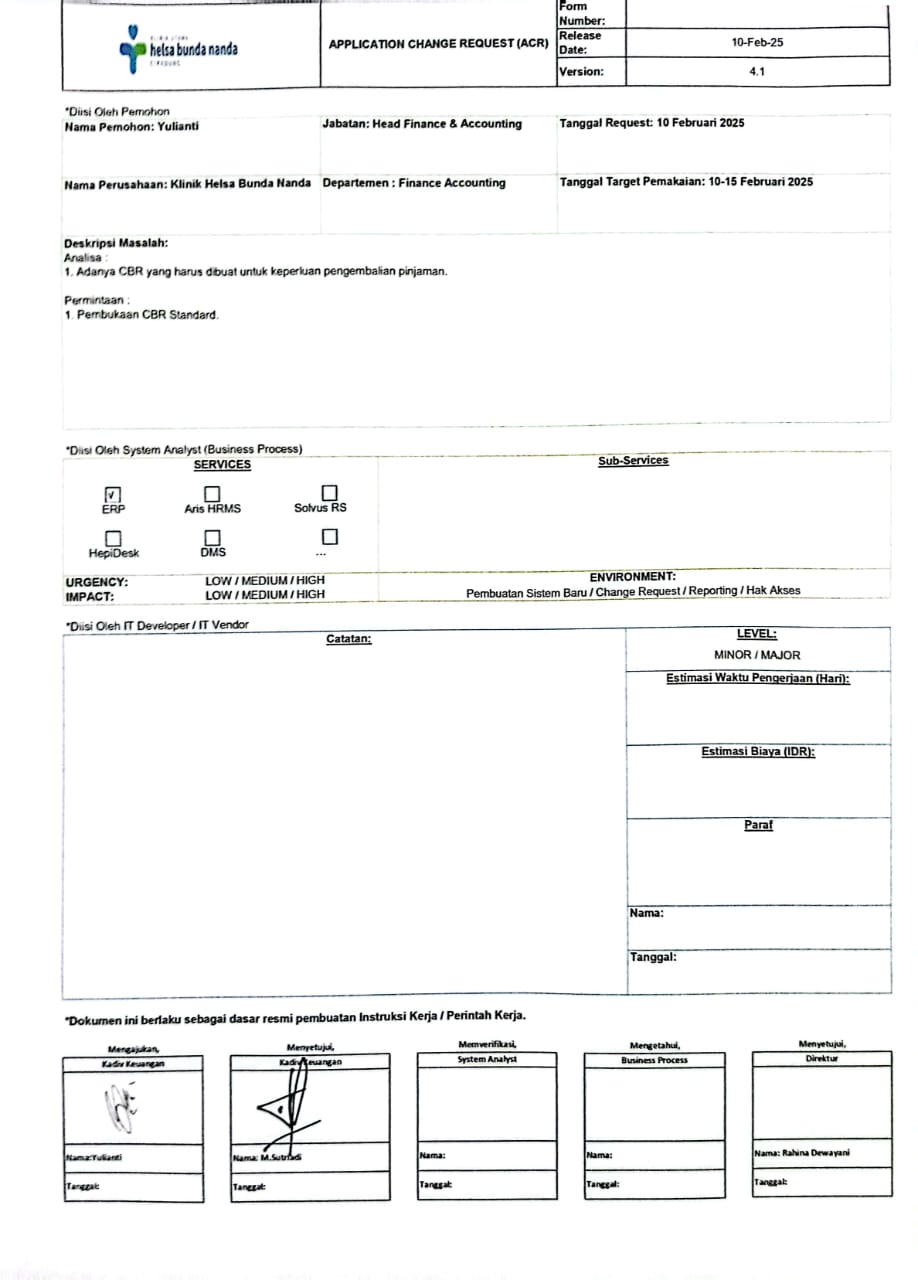 Form
Number:
KLINIK UTAMA
helsa bunda nanda
CIPADUNG
APPLICATION CHANGE REQUEST (ACR)
Release
Date:
10-Feb-25
Version:
4.1
*Diisi Oleh Pemohon
Nama Pemohon: Yulianti
Jabatan: Head Finance & Accounting
Tanggal Request: 10 Februari 2025
Nama Perusahaan: Klinik Helsa Bunda Nanda
Departemen : Finance Accounting
Tanggal Target Pemakaian: 10-15 Februari 2025
Deskripsi Masalah:
Analisa :
1. Adanya CBR yang harus dibuat untuk keperluan pengembalian pinjaman.
Permintaan :
1. Pembukaan CBR Standard.
*Diisi Oleh System Analyst (Business Process)
SERVICES
Sub-Services
√
ERP
Aris HRMS
Solvus RS
HeplDesk
DMS
...
URGENCY:
LOW / MEDIUM / HIGH
ENVIRONMENT:
IMPACT:
LOW / MEDIUM / HIGH
Pembuatan Sistem Baru / Change Request / Reporting / Hak Akses
*Diisi Oleh IT Developer / IT Vendor
Catatan:
LEVEL:
MINOR / MAJOR
Estimasi Waktu Pengerjaan (Hari):
Estimasi Biaya (IDR):
Paraf
Nama:
Tanggal:
*Dokumen ini berlaku sebagai dasar resmi pembuatan Instruksi Kerja / Perintah Kerja.
Mengajukan,
Menyetujui,
Memverifikasi,
Mengetahui,
Menyetujui,
Kadiv Keuangan
Kadiv Keuangan
System Analyst
Business Process
Direktur
Nama:Yulianti
Nama: M.Sutriadi
Nama:
Nama:
Nama: Rahina Dewayani
Tanggal:
Tanggal:
Tanggal:
Tanggal:
Tanggal: